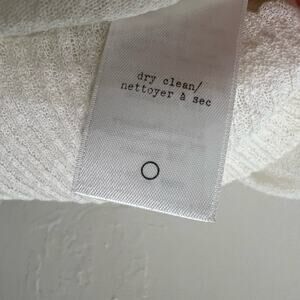 dry clean/
nettoyer à sec